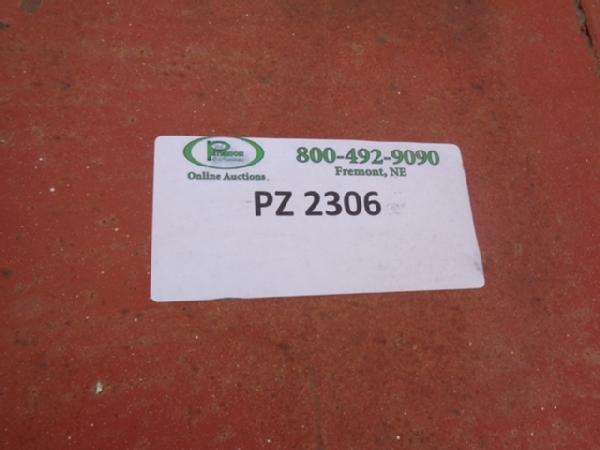 800-492-9090
Online Auctions
Fremont, NE
PZ 2306